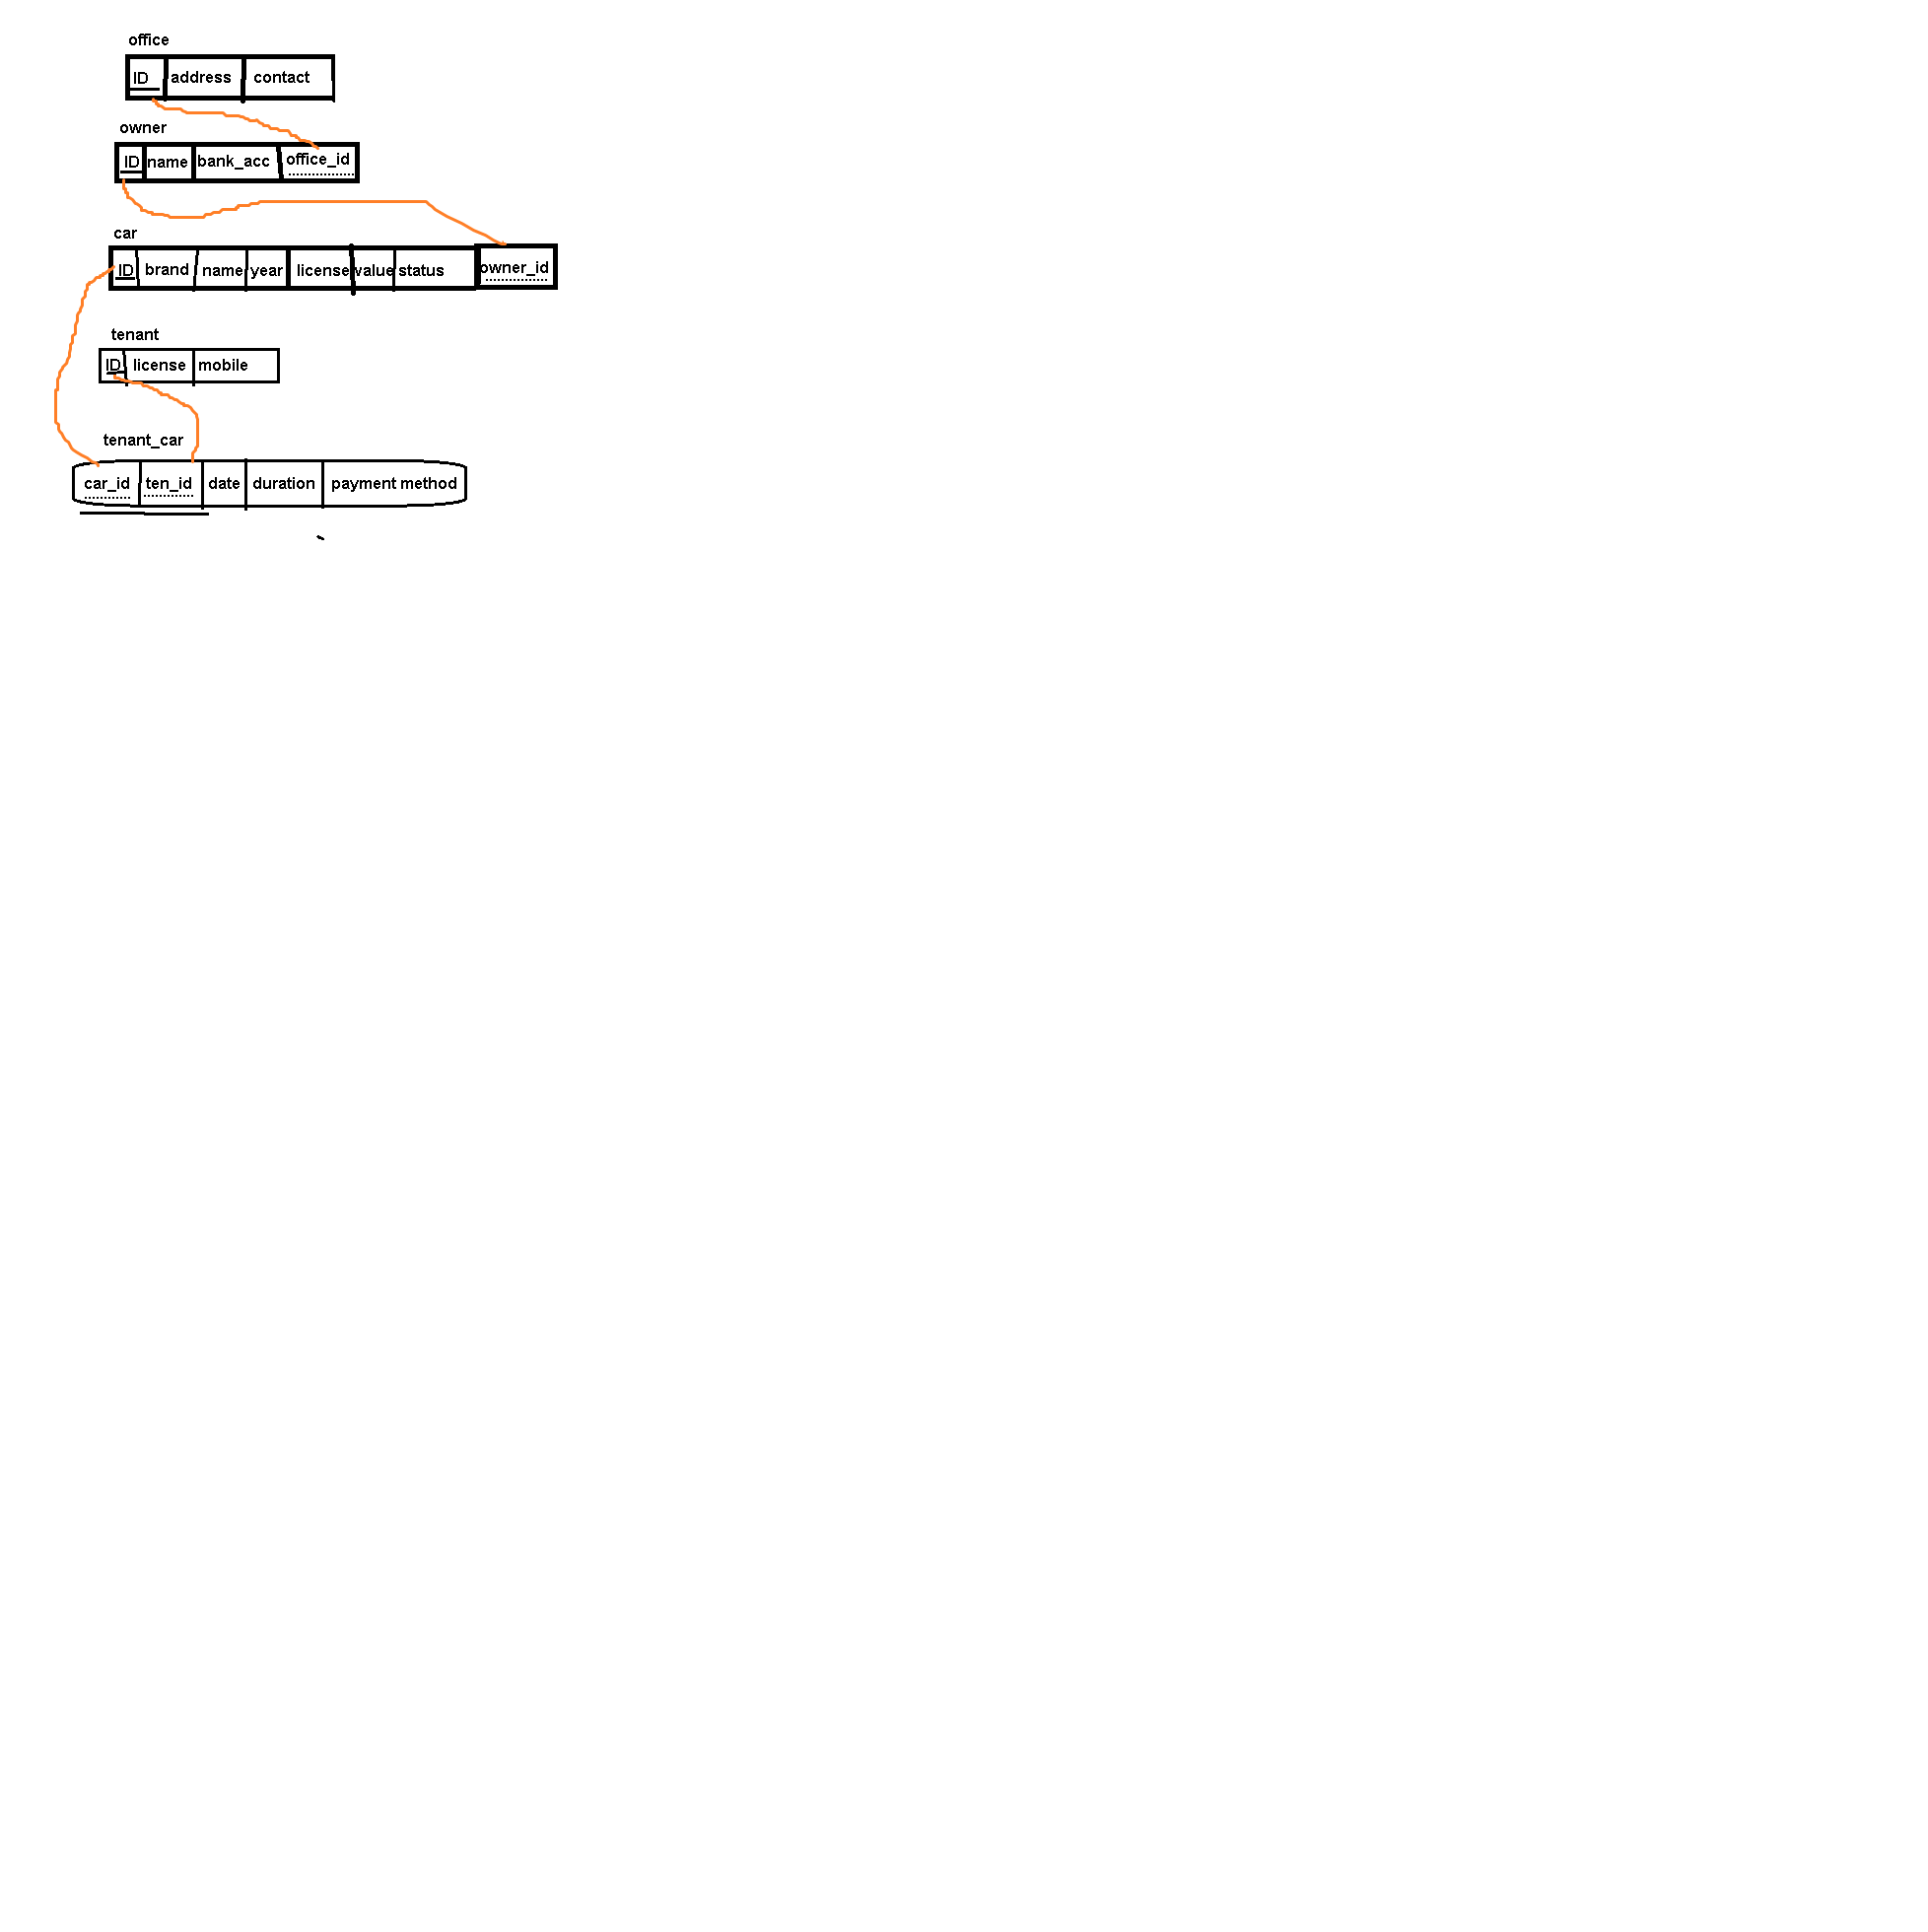 office
ID address contact
owner
ID name bank_acc office_id
car
ID brand name year license value status owner_id
tenant
ID license mobile
tenant_car
car_id ten_id date duration payment method